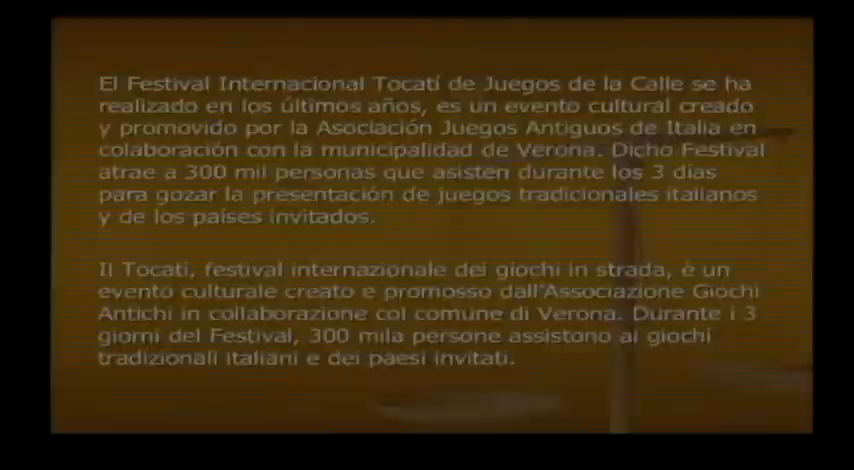 El Festival Internacional Tocatí de Juegos de la Calle se ha
realizado en los últimos años, es un evento cultural creado
y promovido por la Asociación Juegos Antiguos de Italia en
colaboración con la municipalidad de Verona. Dicho Festival
atrae a 300 mil personas que asisten durante los 3 días
para gozar la presentación de juegos tradicionales italianos
y de los países invitados.
Il Tocati, festival internazionale dei giochi in strada, è un
evento culturale creato e promosso dall'Associazione Giochi
Antichi in collaborazione col comune di Verona. Durante i 3
giorni del Festival, 300 mila persone assistono ai giochi
tradizionali italiani e dei paesi invitati.